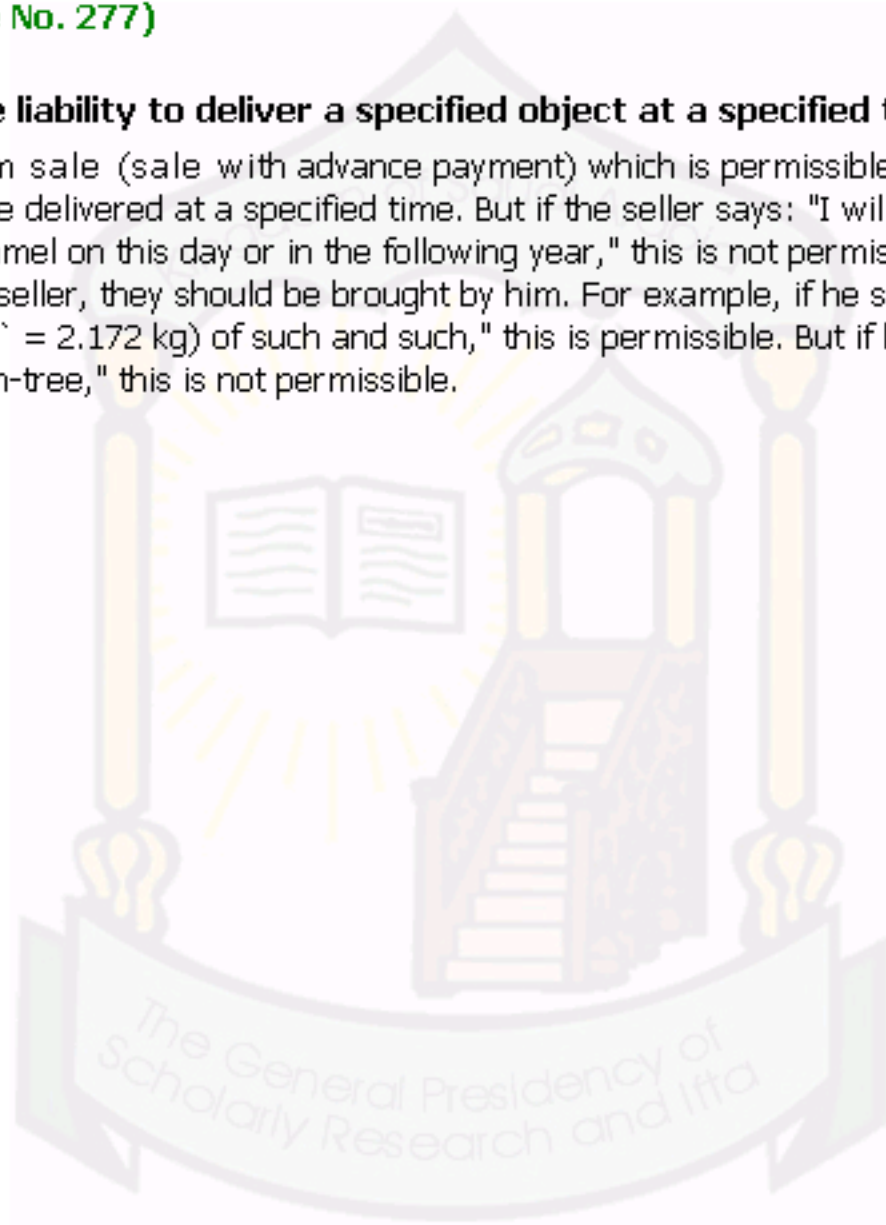 No. 277)
e liability to deliver a specified object at a specified t
m sale (sale with advance payment) which is permissible
e delivered at a specified time. But if the seller says: "I wil
mel on this day or in the following year," this is not permis
seller, they should be brought by him. For example, if he s
` = 2.172 kg) of such and such," this is permissible. But if
n-tree," this is not permissible.
Kingdom of Saudi Arabia
The General Presidency of
Scholarly Research and Ifta